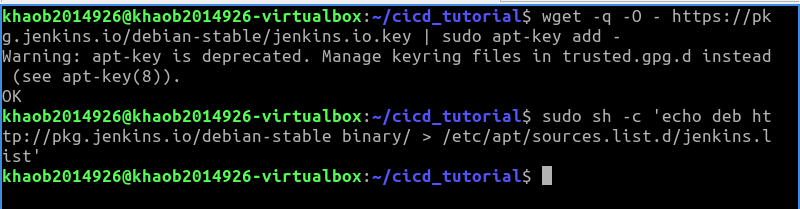 khaob2014926@khaob2014926-virtualbox:~/cicd_tutorial$ wget -q -O - https://pk
g.jenkins.io/debian-stable/jenkins.io.key | sudo apt-key add -
Warning: apt-key is deprecated. Manage keyring files in trusted.gpg.d instead
 (see apt-key(8)).
OK
khaob2014926@khaob2014926-virtualbox:~/cicd_tutorial$ sudo sh -c 'echo deb ht
tp://pkg.jenkins.io/debian-stable binary/ > /etc/apt/sources.list.d/jenkins.l
ist'
khaob2014926@khaob2014926-virtualbox:~/cicd_tutorial$